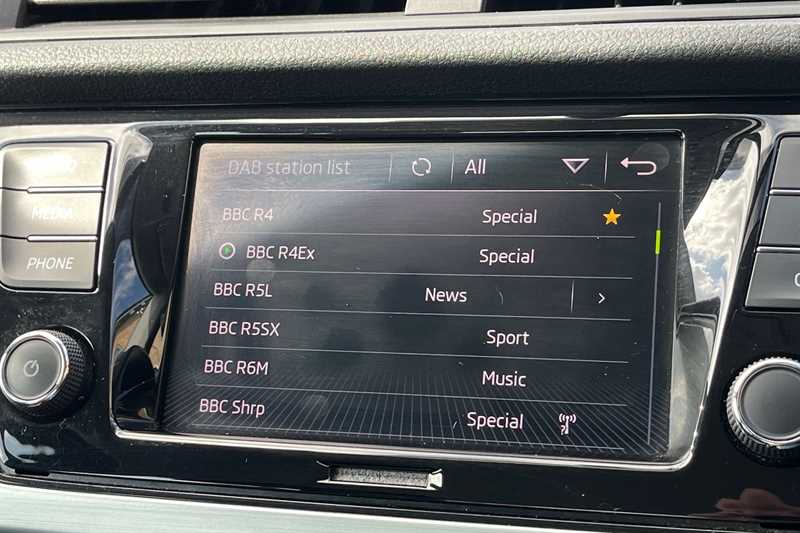 DAB station list All
BBC R4 Special
BBC R4Ex Special
BBC R5L News
BBC R5SX Sport
BBC R6M Music
BBC Shrp Special
MEDIA
PHONE